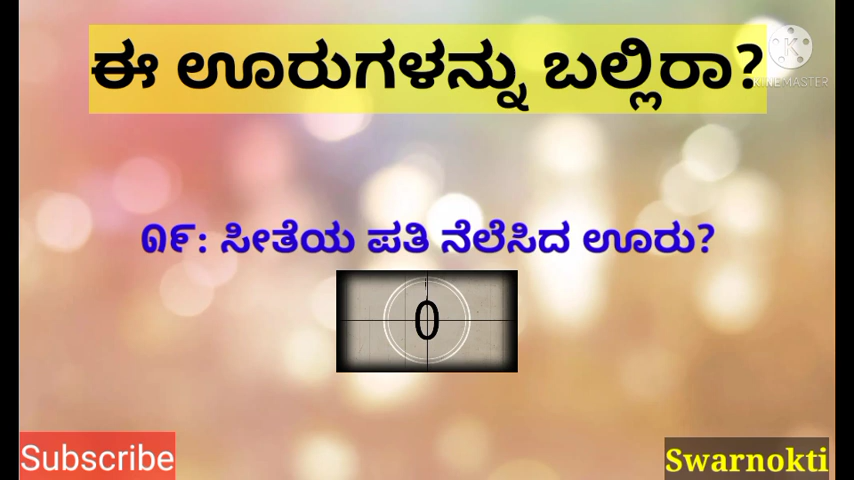 ಈ ಊರುಗಳನ್ನು ಬಲ್ಲಿರಾ?
KINEMASTER
೧೯: ಸೀತೆಯ ಪತಿ ನೆಲೆಸಿದ ಊರು?
0
Subscribe
Swarnokti